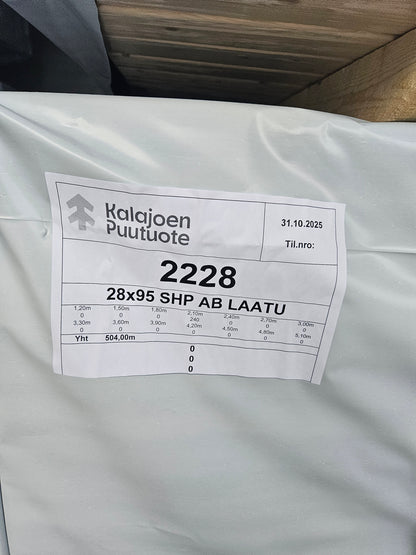 Kalajoen
Puutuote
31.10.2025
Til.nro:
2228
28x95 SHP AB LAATU
1,20m 1,50m 1,80m 2,10m 2,40m 2,70m 3,00m
0 0 0 240 0 0 0
3,30m 3,60m 3,90m 4,20m 4,50m 4,80m 5,10m
0 0 0 0 0 0 0
Yht 504,00m
0
0
0